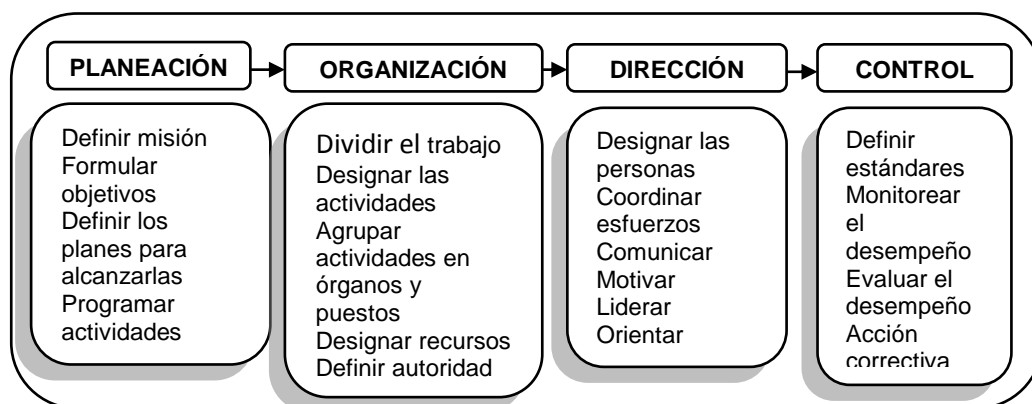 PLANEACIÓN
ORGANIZACIÓN
DIRECCIÓN
CONTROL
Definir misión
Formular
objetivos
Definir los
planes para
alcanzarlas
Programar
actividades
Dividir el trabajo
Designar las
actividades
Agrupar
actividades en
órganos y
puestos
Designar recursos
Definir autoridad
Designar las
personas
Coordinar
esfuerzos
Comunicar
Motivar
Liderar
Orientar
Definir
estándares
Monitorear
el
desempeño
Evaluar el
desempeño
Acción
correctiva